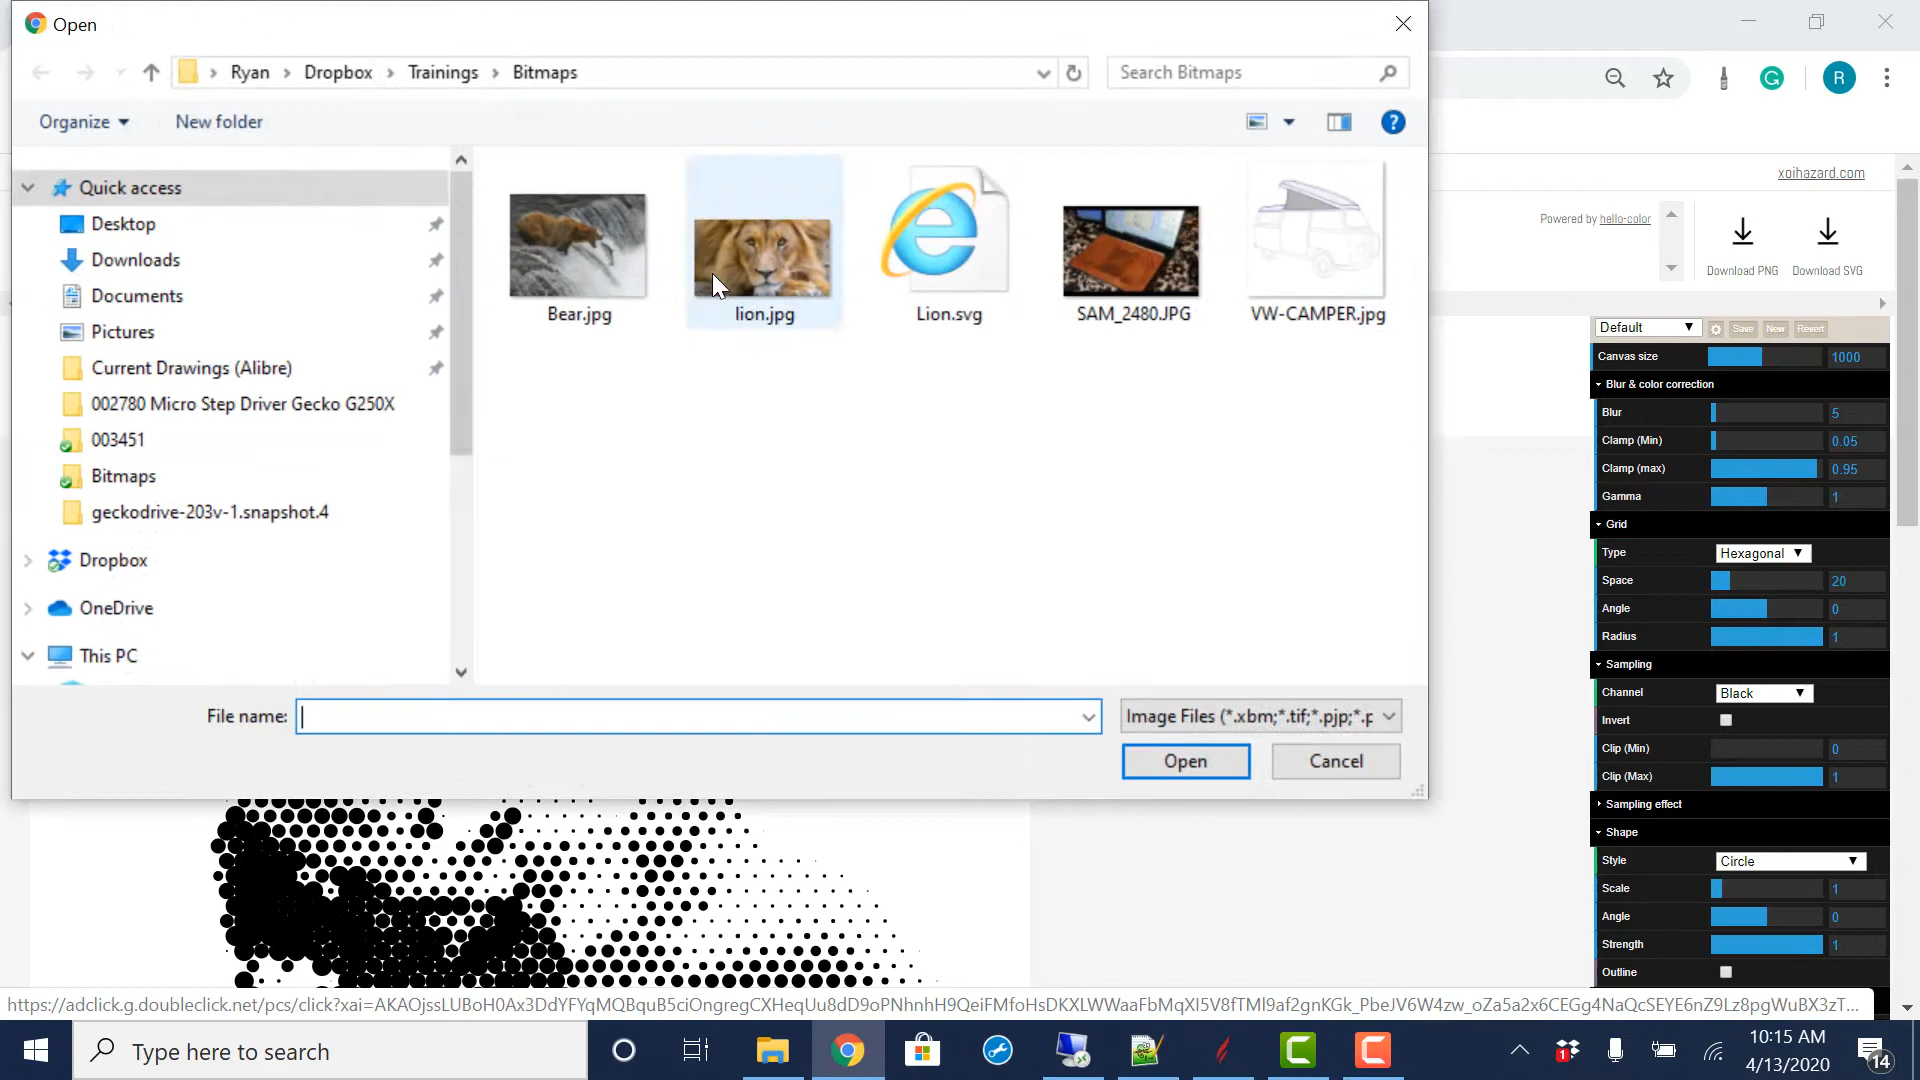 Open
Ryan > Dropbox > Trainings > Bitmaps
Search Bitmaps
R
Organize
New folder
?
xoihazard.com
Quick access
Desktop
Downloads
Documents
Pictures
Current Drawings (Alibre)
002780 Micro Step Driver Gecko G250X
003451
Bitmaps
geckodrive-203v-1.snapshot.4
Dropbox
OneDrive
This PC
Bear.jpg
lion.jpg
Lion.svg
SAM_2480.JPG
VW-CAMPER.jpg
File name:
Image Files (*.xbm;*.tif;*.pjp;*.p
Open
Cancel
Powered by hello-color
Download PNG
Download SVG
Default
Save
New
Revert
Canvas size 1000
Blur & color correction
Blur 5
Clamp (Min) 0.05
Clamp (max) 0.95
Gamma 1
Grid
Type Hexagonal
Space 20
Angle 0
Radius 1
Sampling
Channel Black
Invert
Clip (Min) 0
Clip (Max) 1
Sampling effect
Shape
Style Circle
Scale 1
Angle 0
Strength 1
Outline
Type here to search
1
10:15 AM
4/13/2020
14